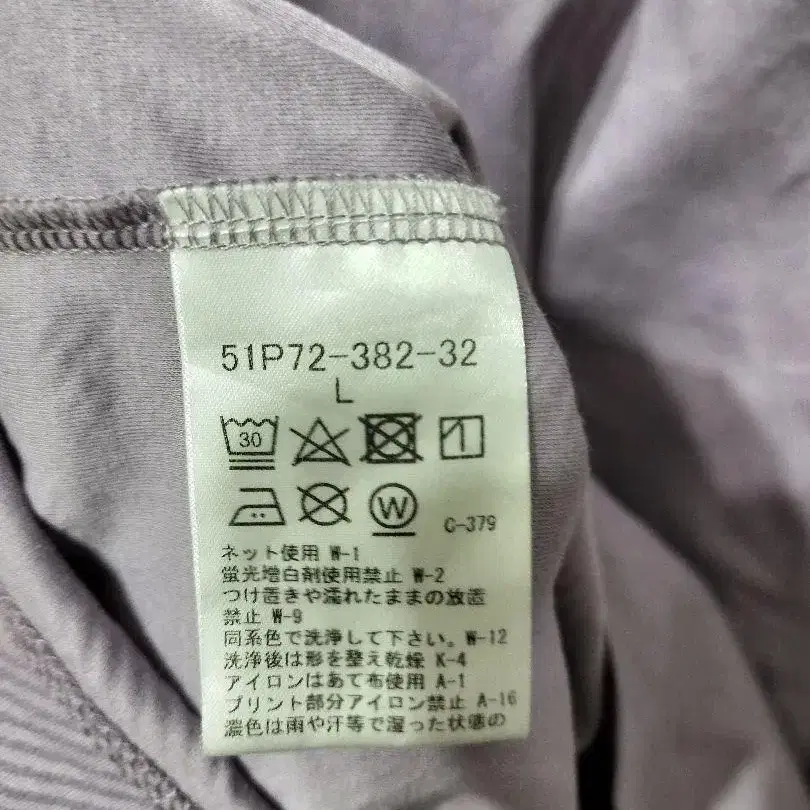 51P72-382-32
L
30
W C-379
ネット使用 W-1
蛍光増白剤使用禁止 W-2
つけ置きや濡れたままの放置
禁止 W-9
同系色で洗浄して下さい。W-12
洗浄後は形を整え乾燥 K-4
アイロンはあて布使用 A-1
プリント部分アイロン禁止 A-16
濃色は雨や汗等で湿った状態の